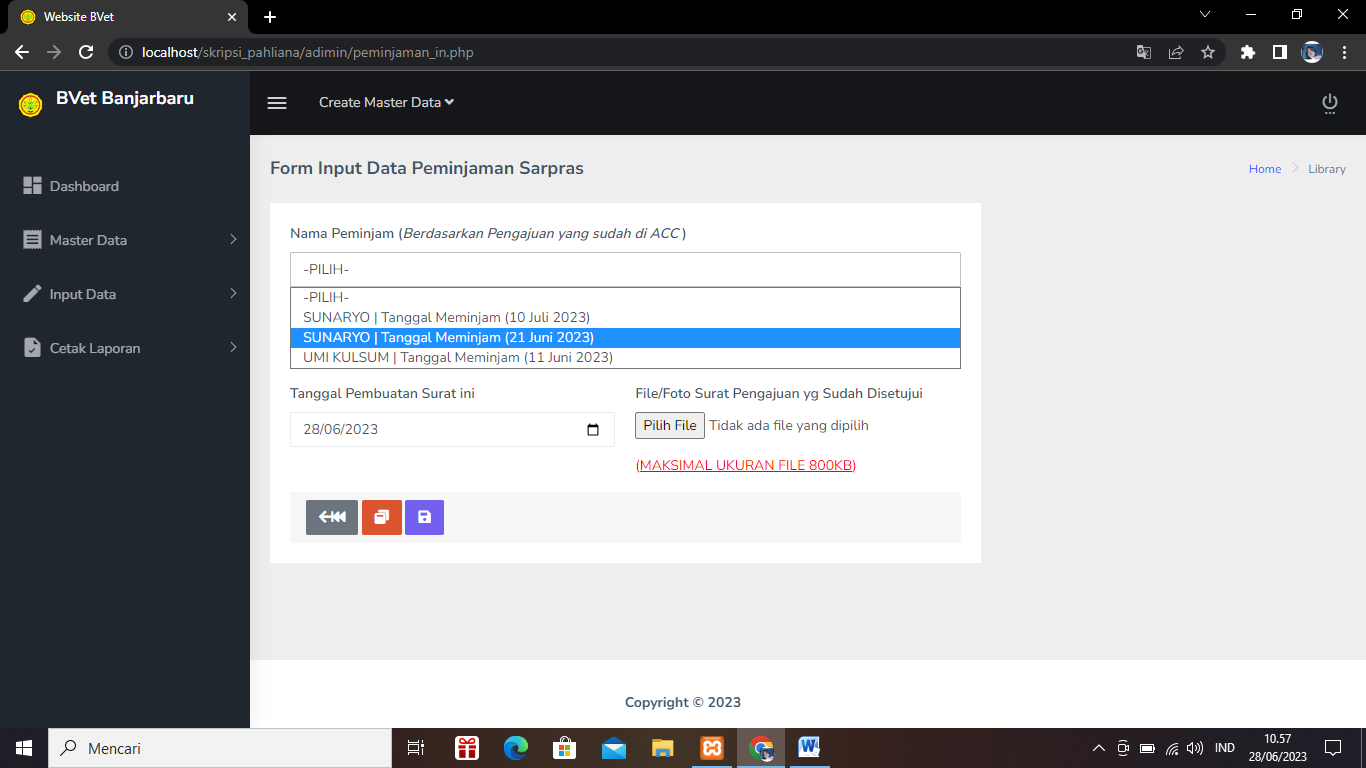 Website BVet
localhost/skripsi_pahliana/adimin/peminjaman_in.php
BVet Banjarbaru
Create Master Data
Dashboard
Master Data
Input Data
Cetak Laporan
Form Input Data Peminjaman Sarpras
Home
Library
Nama Peminjam (Berdasarkan Pengajuan yang sudah di ACC )
-PILIH-
-PILIH-
SUNARYO | Tanggal Meminjam (10 Juli 2023)
SUNARYO | Tanggal Meminjam (21 Juni 2023)
UMI KULSUM | Tanggal Meminjam (11 Juni 2023)
Tanggal Pembuatan Surat ini
File/Foto Surat Pengajuan yg Sudah Disetujui
28/06/2023
Pilih File Tidak ada file yang dipilih
(MAKSIMAL UKURAN FILE 800KB)
Copyright © 2023
Mencari
IND
10.57
28/06/2023